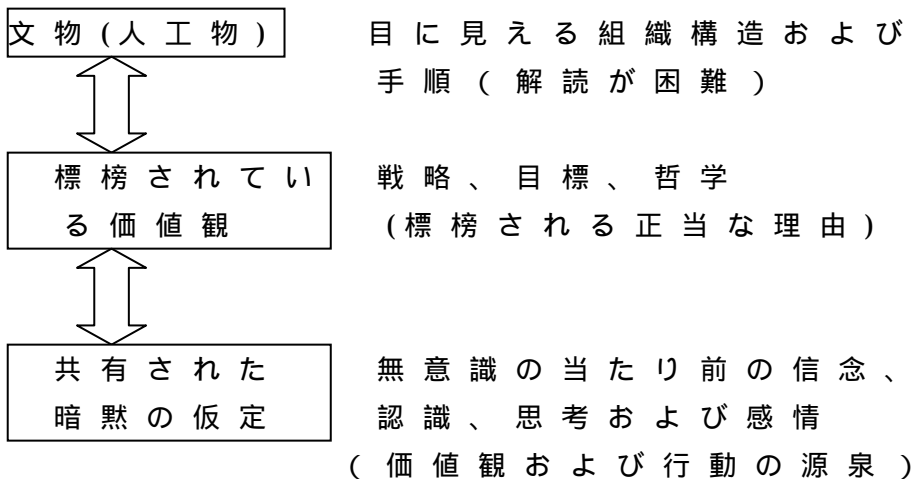 文物(人工物)
目に見える組織構造および
手順(解読が困難)
標榜されてい
る価値観
戦略、目標、哲学
(標榜される正当な理由)
共有された
暗黙の仮定
無意識の当たり前の信念、
認識、思考および感情
(価値観および行動の源泉)